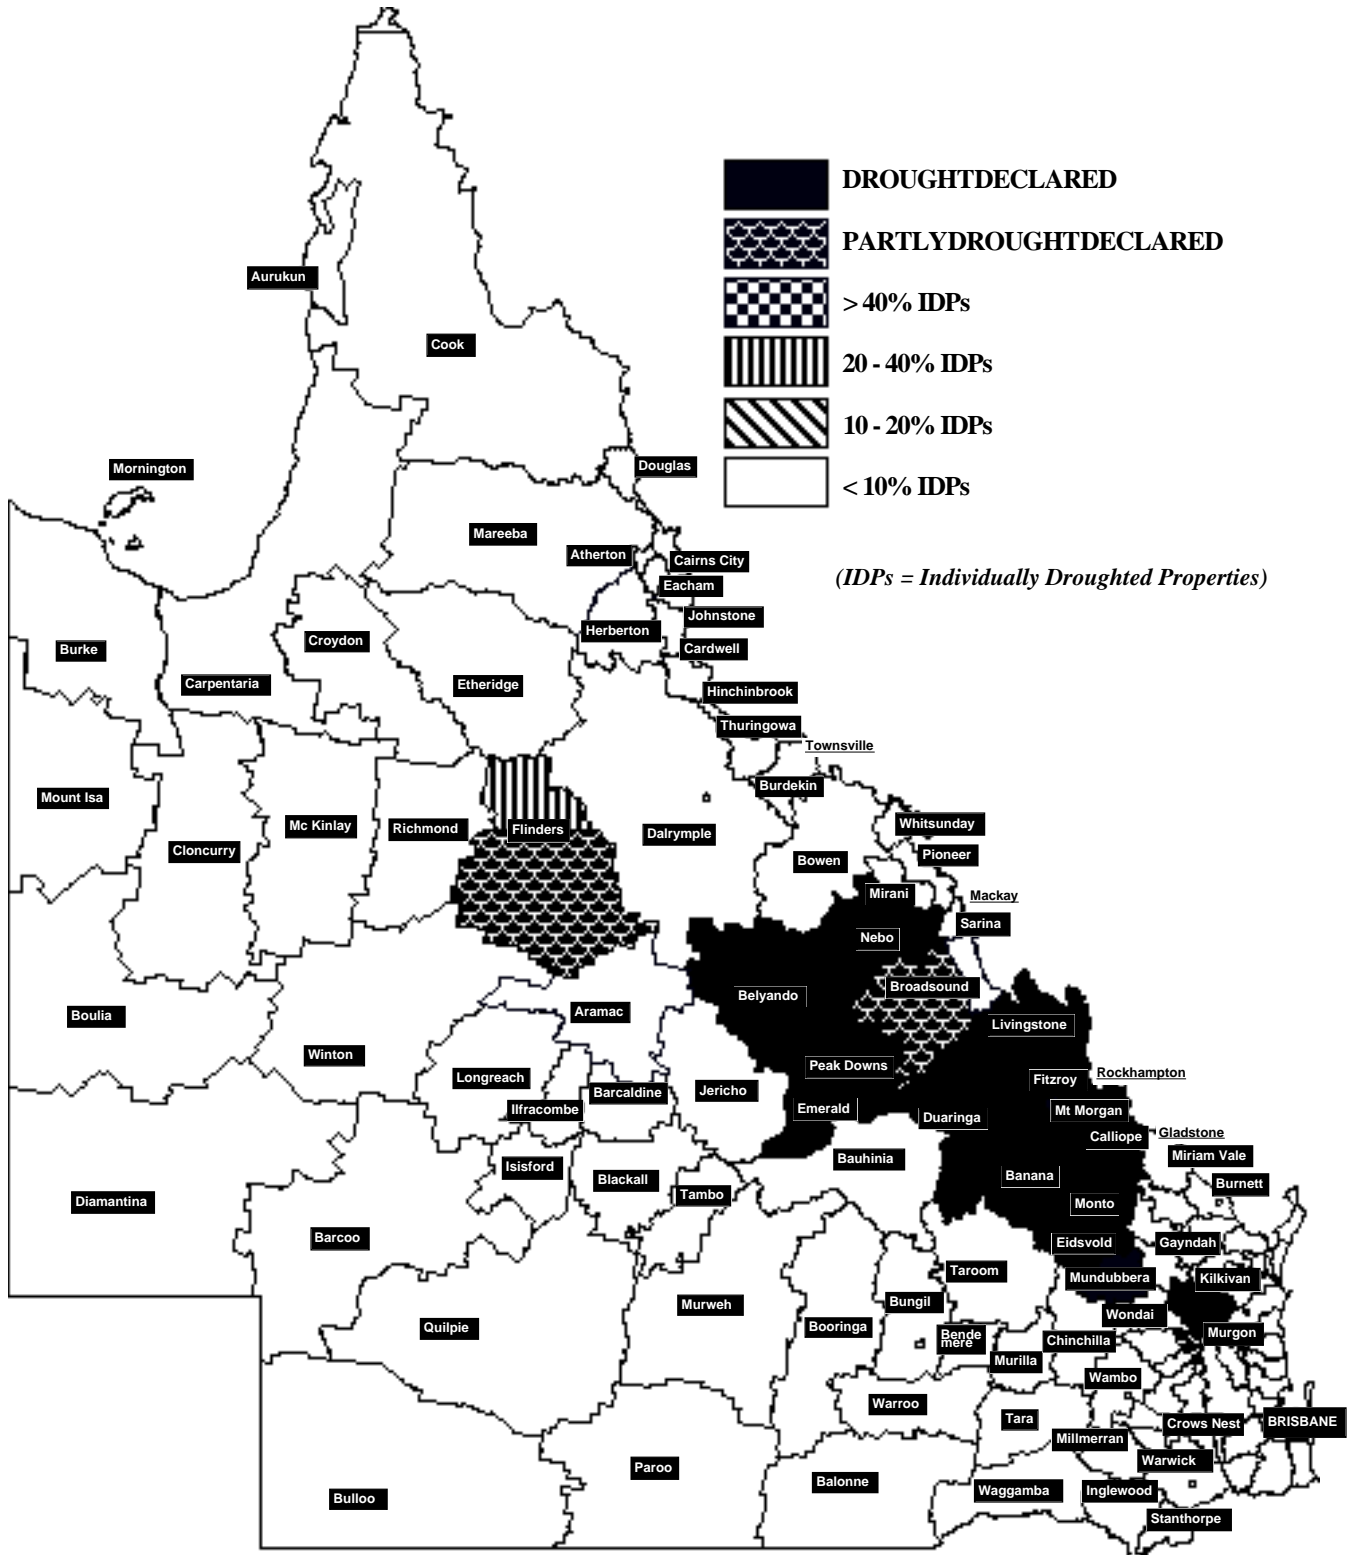 DROUGHTDECLARED
PARTLYDROUGHTDECLARED
> 40% IDPs
20 - 40% IDPs
10 - 20% IDPs
< 10% IDPs
(IDPs = Individually Droughted Properties)
Aurukun
Cook
Mornington
Douglas
Mareeba
Atherton
Cairns City
Eacham
Johnstone
Herberton
Cardwell
Burke
Croydon
Carpentaria
Etheridge
Hinchinbrook
Thuringowa
Townsville
Burdekin
Mount Isa
Mc Kinlay
Richmond
Flinders
Dalrymple
Whitsunday
Cloncurry
Bowen
Pioneer
Mirani
Mackay
Sarina
Nebo
Belyando
Broadsound
Boulia
Aramac
Livingstone
Winton
Longreach
Peak Downs
Barcaldine
Jericho
Fitzroy
Rockhampton
Ilfracombe
Emerald
Duaringa
Mt Morgan
Calliope
Gladstone
Isisford
Bauhinia
Miriam Vale
Blackall
Tambo
Banana
Burnett
Diamantina
Monto
Barcoo
Eidsvold
Gayndah
Taroom
Mundubbera
Kilkivan
Murweh
Bungil
Quilpie
Booringa
Wondai
Bende
mere
Chinchilla
Murgon
Murilla
Wambo
Warroo
Tara
Crows Nest
BRISBANE
Millmerran
Warwick
Paroo
Balonne
Bulloo
Waggamba
Inglewood
Stanthorpe